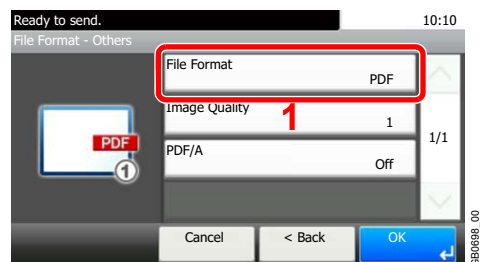 Ready to send.
10:10
File Format - Others
File Format
PDF
Image Quality
1
1
PDF/A
Off
1/1
PDF
1
Cancel
< Back
OK
GB0698_00